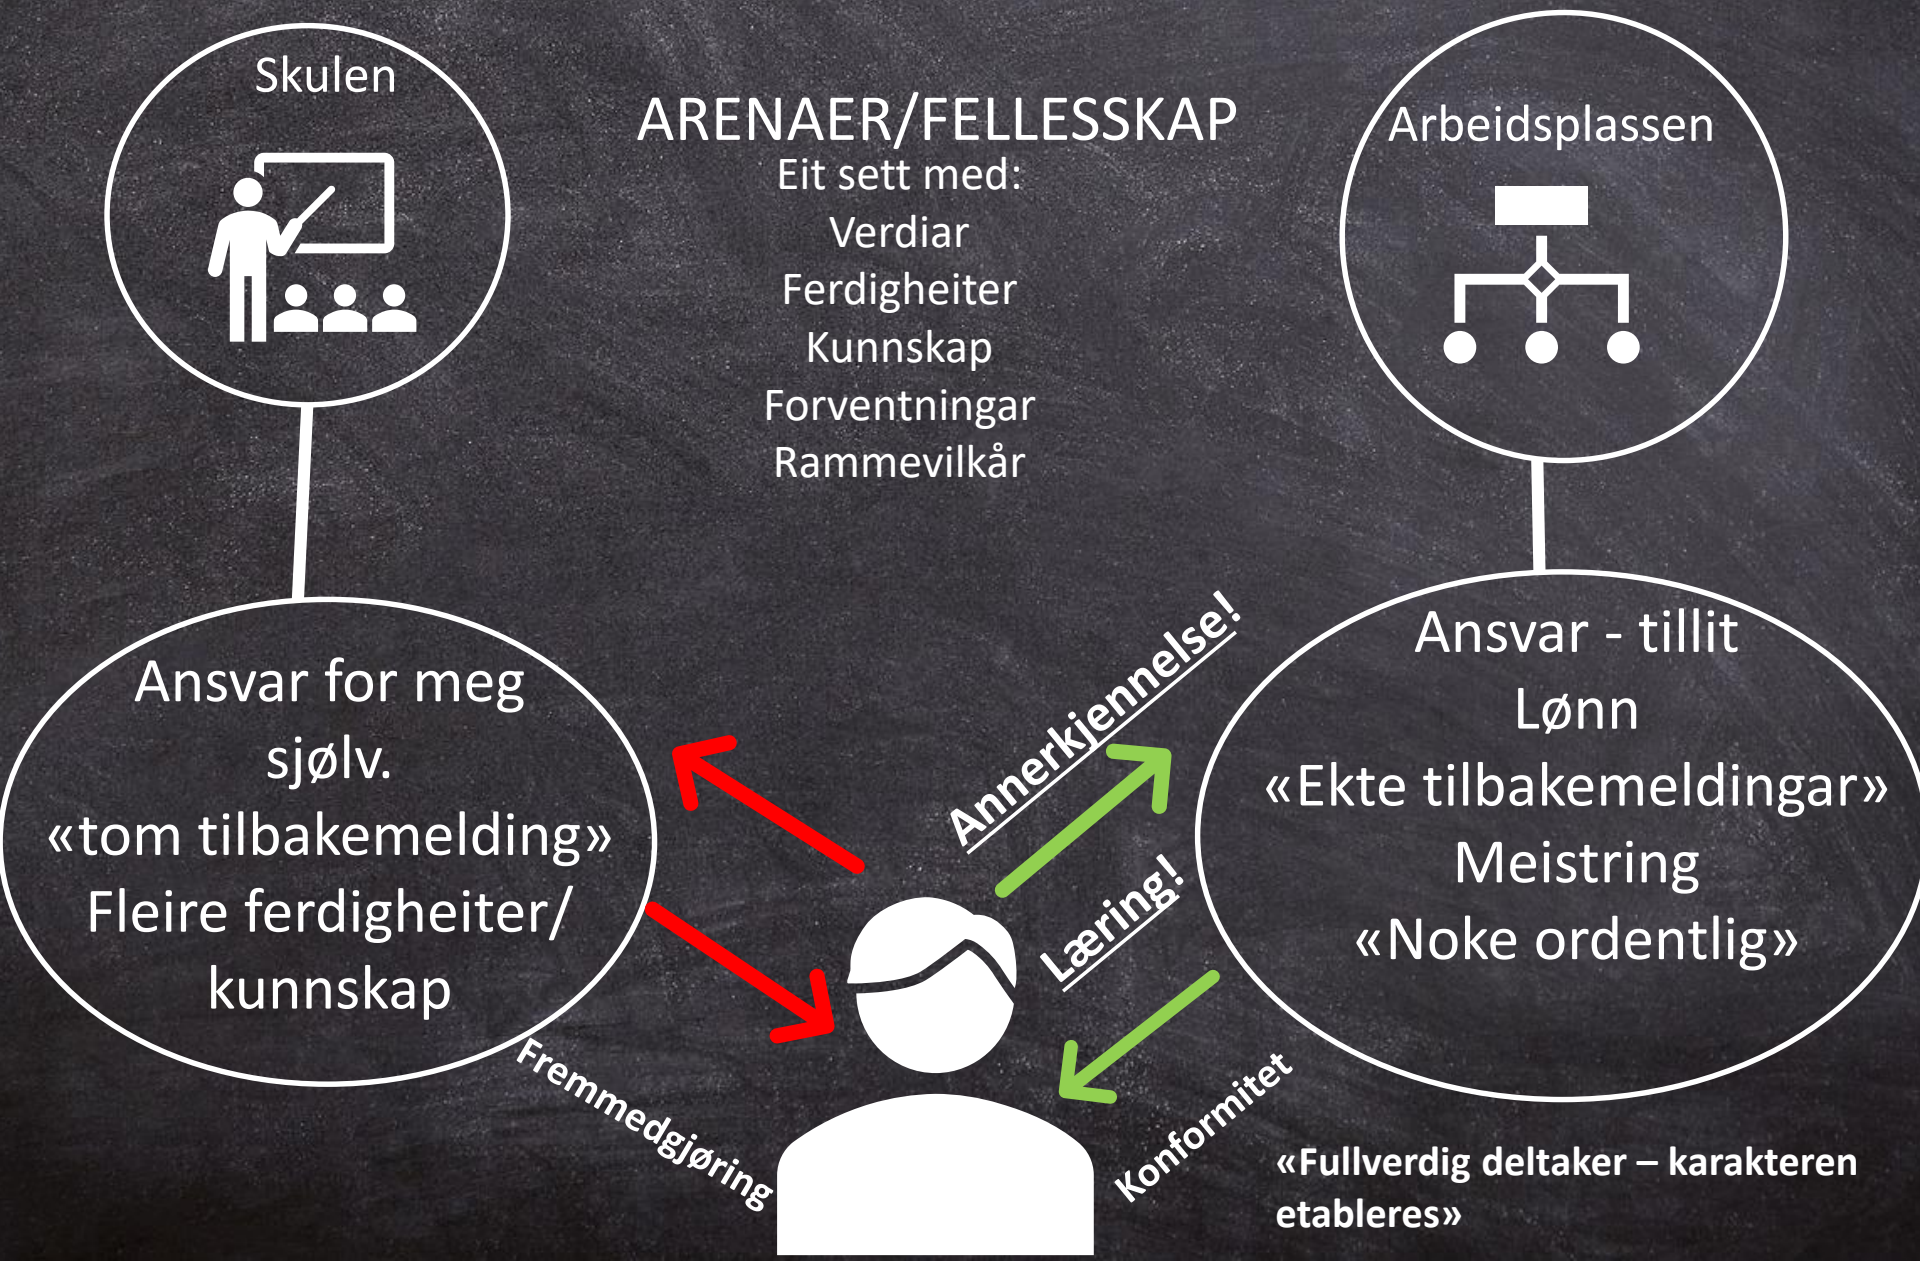 Skulen
ARENAER/FELLESSKAP
Eit sett med:
Verdiar
Ferdigheiter
Kunnskap
Forventningar
Rammevilkår
Arbeidsplassen
Ansvar for meg
sjølv.
«tom tilbakemelding»
Fleire ferdigheiter/
kunnskap
Annerkjennelse!
Læring!
Ansvar - tillit
Lønn
«Ekte tilbakemeldingar»
Meistring
«Noke ordentlig»
Fremmedgjøring
Konformitet
«Fullverdig deltaker – karakteren
etableres»